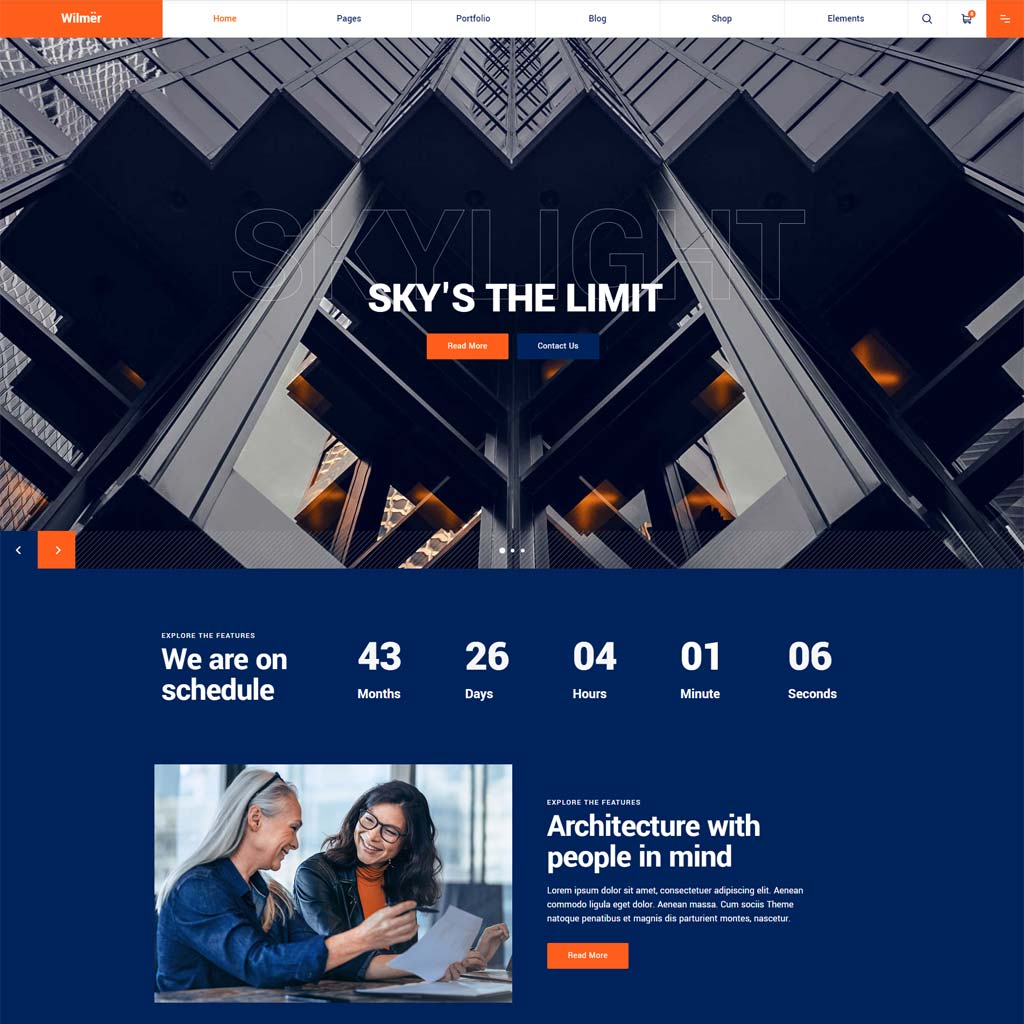 Wilmër
Home
Pages
Portfolio
Blog
Shop
Elements
0
SKYLIGHT
SKY'S THE LIMIT
Read More
Contact Us
EXPLORE THE FEATURES
We are on
schedule
43
Months
26
Days
04
Hours
01
Minute
06
Seconds
EXPLORE THE FEATURES
Architecture with
people in mind
Lorem ipsum dolor sit amet, consectetuer adipiscing elit. Aenean
commodo ligula eget dolor. Aenean massa. Cum sociis Theme
natoque penatibus et magnis dis parturient montes, nascetur.
Read More